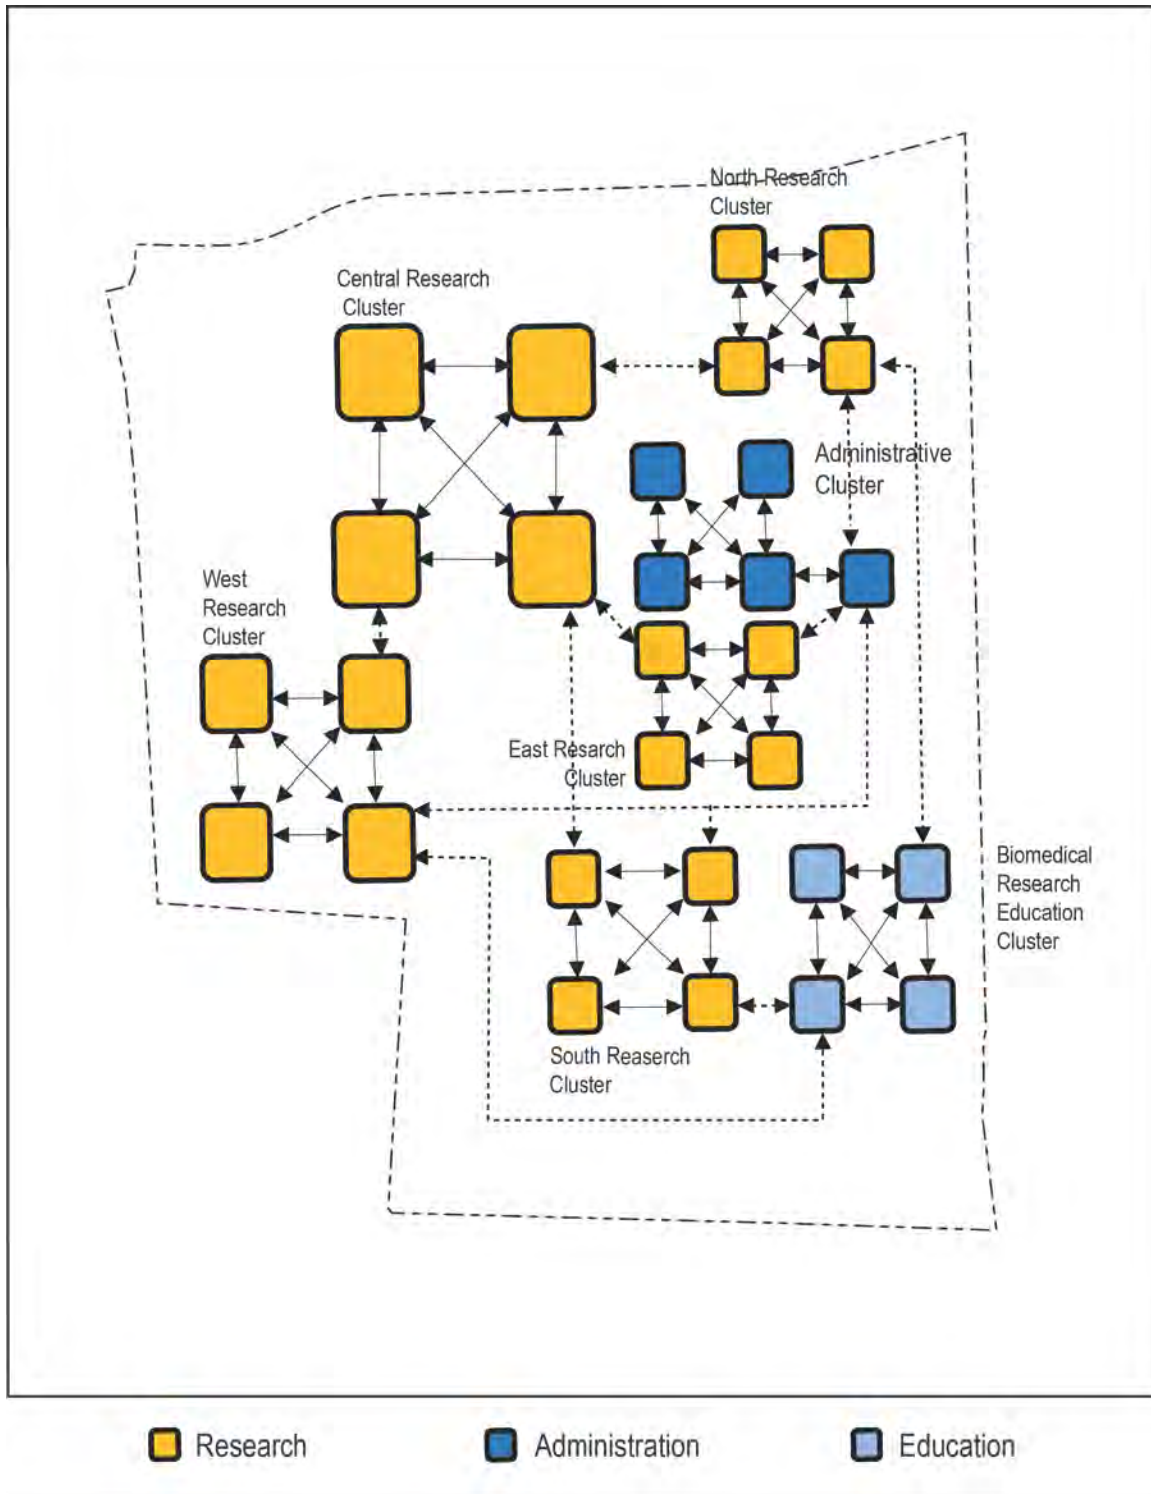 North Research
Cluster
Central Research
Cluster
Administrative
Cluster
West
Research
Cluster
East Resarch
Cluster
Biomedical
Research
Education
Cluster
South Reaserch
Cluster
Research
Administration
Education